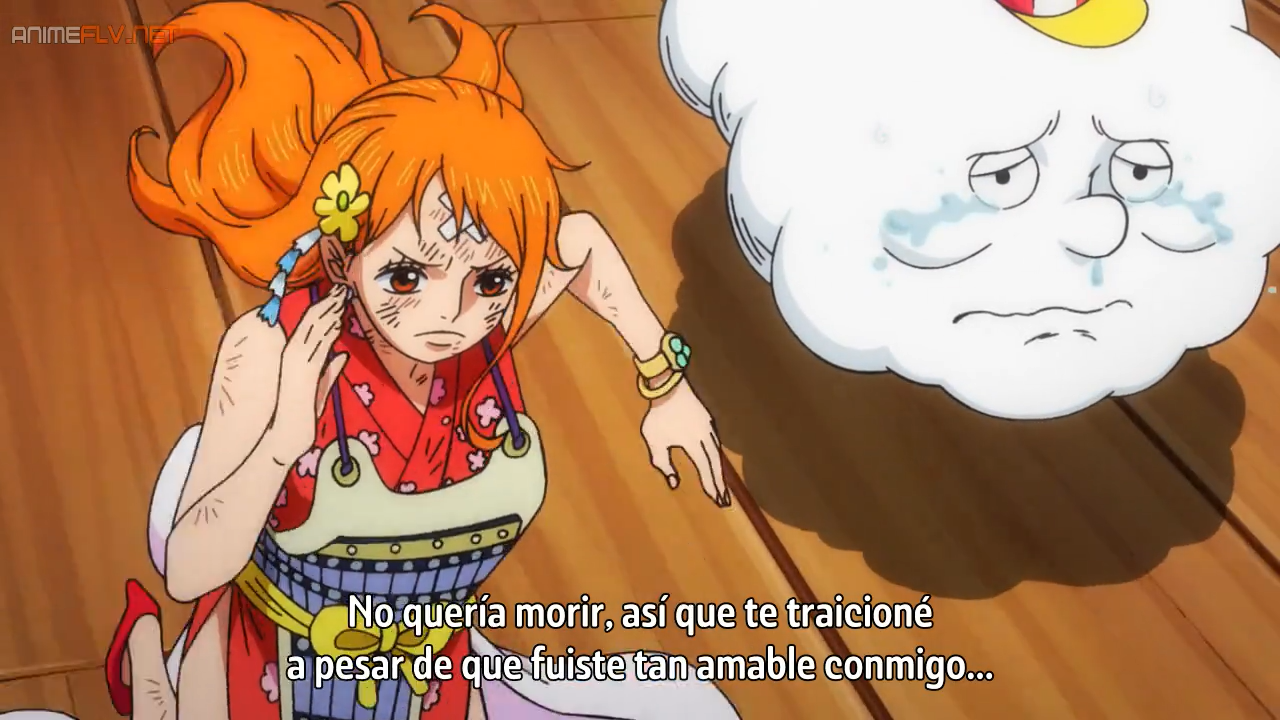 ANIMEFLV.NET
No quería morir, así que te traicioné
a pesar de que fuiste tan amable conmigo...